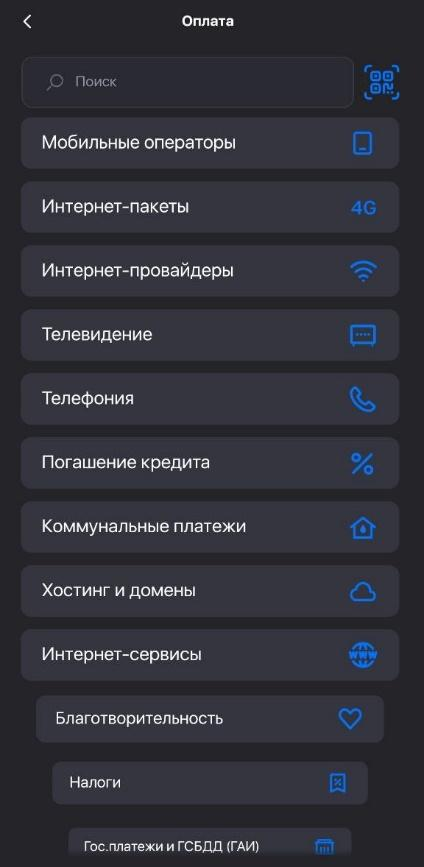 Оплата
Поиск
Мобильные операторы
Интернет-пакеты 4G
Интернет-провайдеры
Телевидение
Телефония
Погашение кредита
Коммунальные платежи
Хостинг и домены
Интернет-сервисы www
Благотворительность
Налоги
Гос.платежи и ГСБДД (ГАИ)